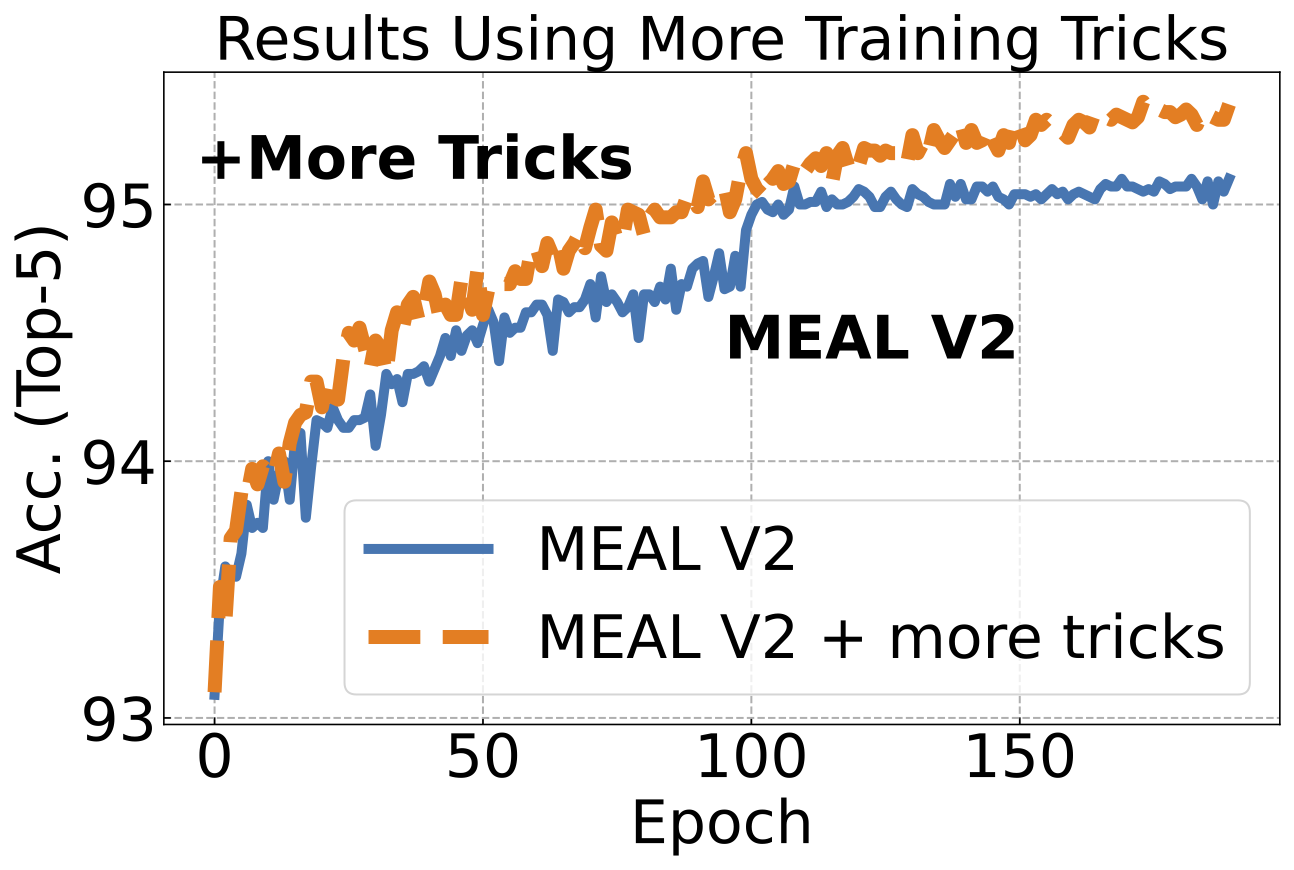 Results Using More Training Tricks
+More Tricks
95
MEAL V2
94
MEAL V2
MEAL V2 + more tricks
93
0 50 100 150
Epoch
Acc. (Top-5)